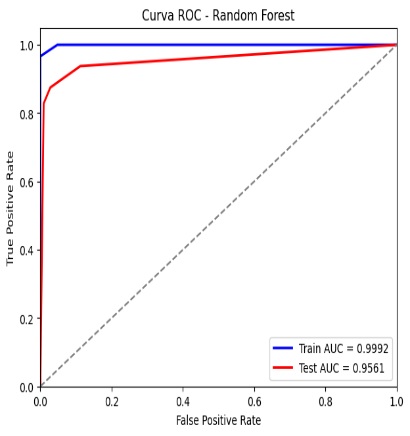 Curva ROC - Random Forest
True Positive Rate
1.0
0.8
0.6
0.4
0.2
0.0
Train AUC = 0.9992
Test AUC = 0.9561
0.0 0.2 0.4 0.6 0.8 1.0
False Positive Rate